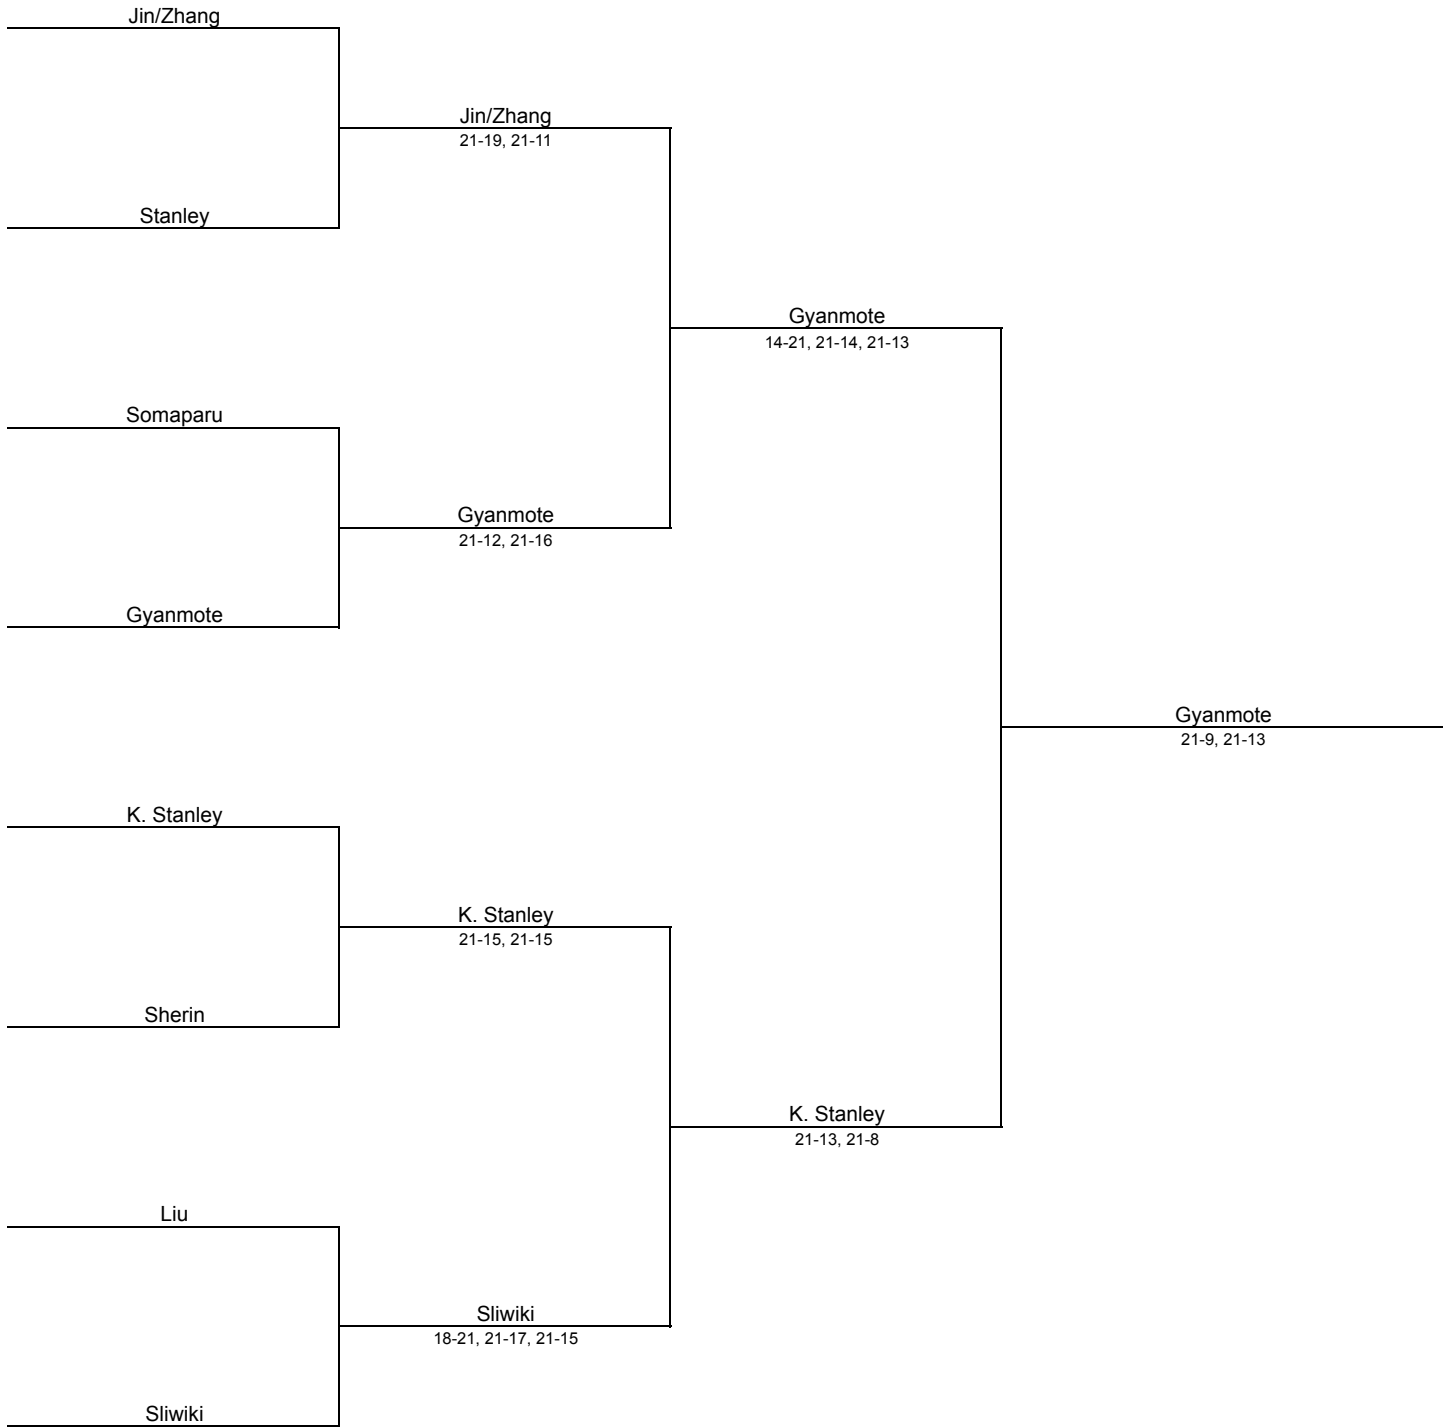 Jin/Zhang
Jin/Zhang
21-19, 21-11
Stanley
Gyanmote
14-21, 21-14, 21-13
Somaparu
Gyanmote
21-12, 21-16
Gyanmote
Gyanmote
21-9, 21-13
K. Stanley
K. Stanley
21-15, 21-15
Sherin
K. Stanley
21-13, 21-8
Liu
Sliwiki
18-21, 21-17, 21-15
Sliwiki